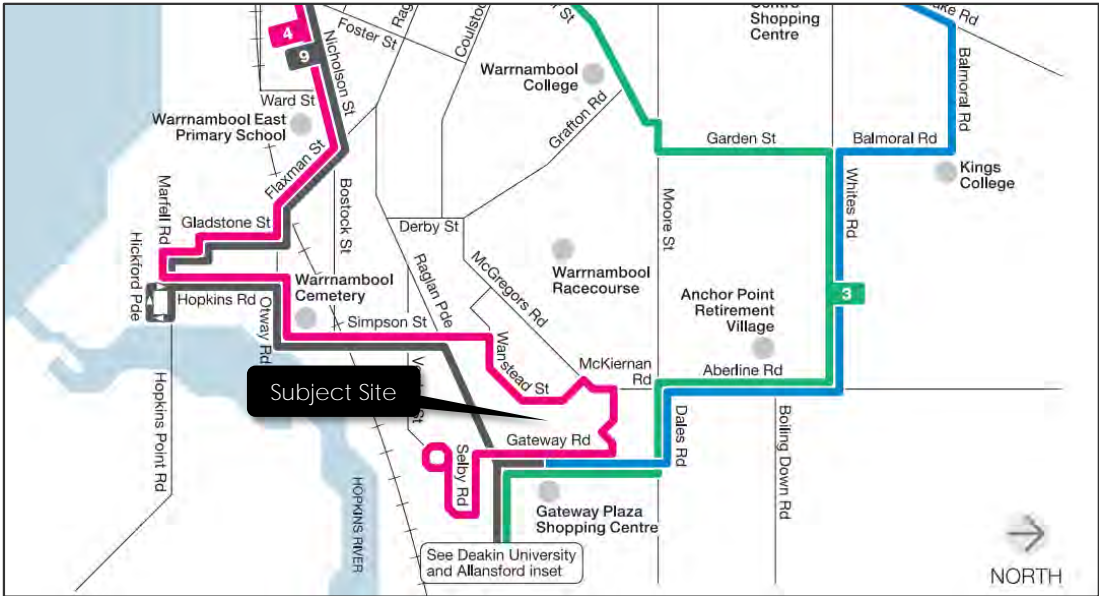 Foster St
Nicholson St
4
9
Ward St
Warrnambool East
Primary School
Flaxman St
Marfell Rd
Gladstone St
Hickford Pde
Hopkins Rd
Otway Rd
Bostock St
Warrnambool
Cemetery
Simpson St
Hopkins Point Rd
HOPKINS RIVER
Warrnambool
College
Grafton Rd
Derby St
Raglan Pde
McGregors Rd
Warrnambool
Racecourse
Wanstead St
McKiernan
Rd
Subject Site
Selby Rd
Gateway Rd
Gateway Plaza
Shopping Centre
See Deakin University
and Allansford inset
Shopping
Centre
Garden St
Moore St
Balmoral Rd
Balmoral Rd
Kings
College
Whites Rd
3
Anchor Point
Retirement
Village
Aberline Rd
Dales Rd
Boiling Down Rd
NORTH